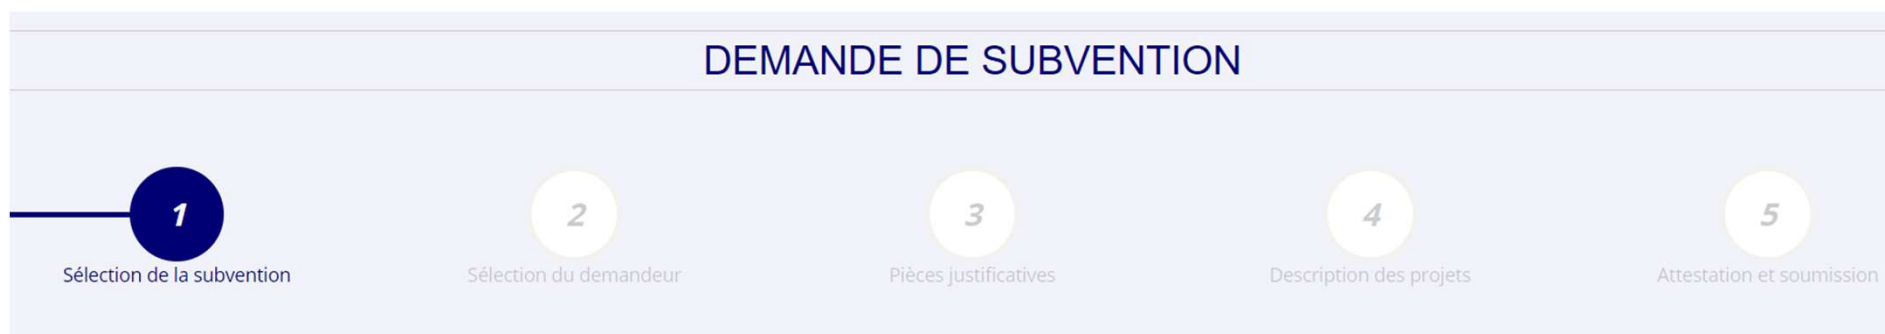 DEMANDE DE SUBVENTION
1
2
3
4
5
Sélection de la subvention
Sélection du demandeur
Pièces justificatives
Description des projets
Attestation et soumission